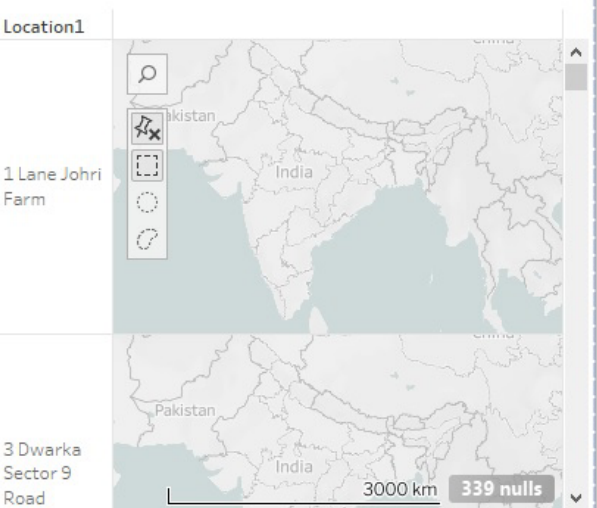 Location1
China
akistan
India
1 Lane Johri
Farm
China
Pakistan
India
3 Dwarka
Sector 9
Road
3000 km
339 nulls